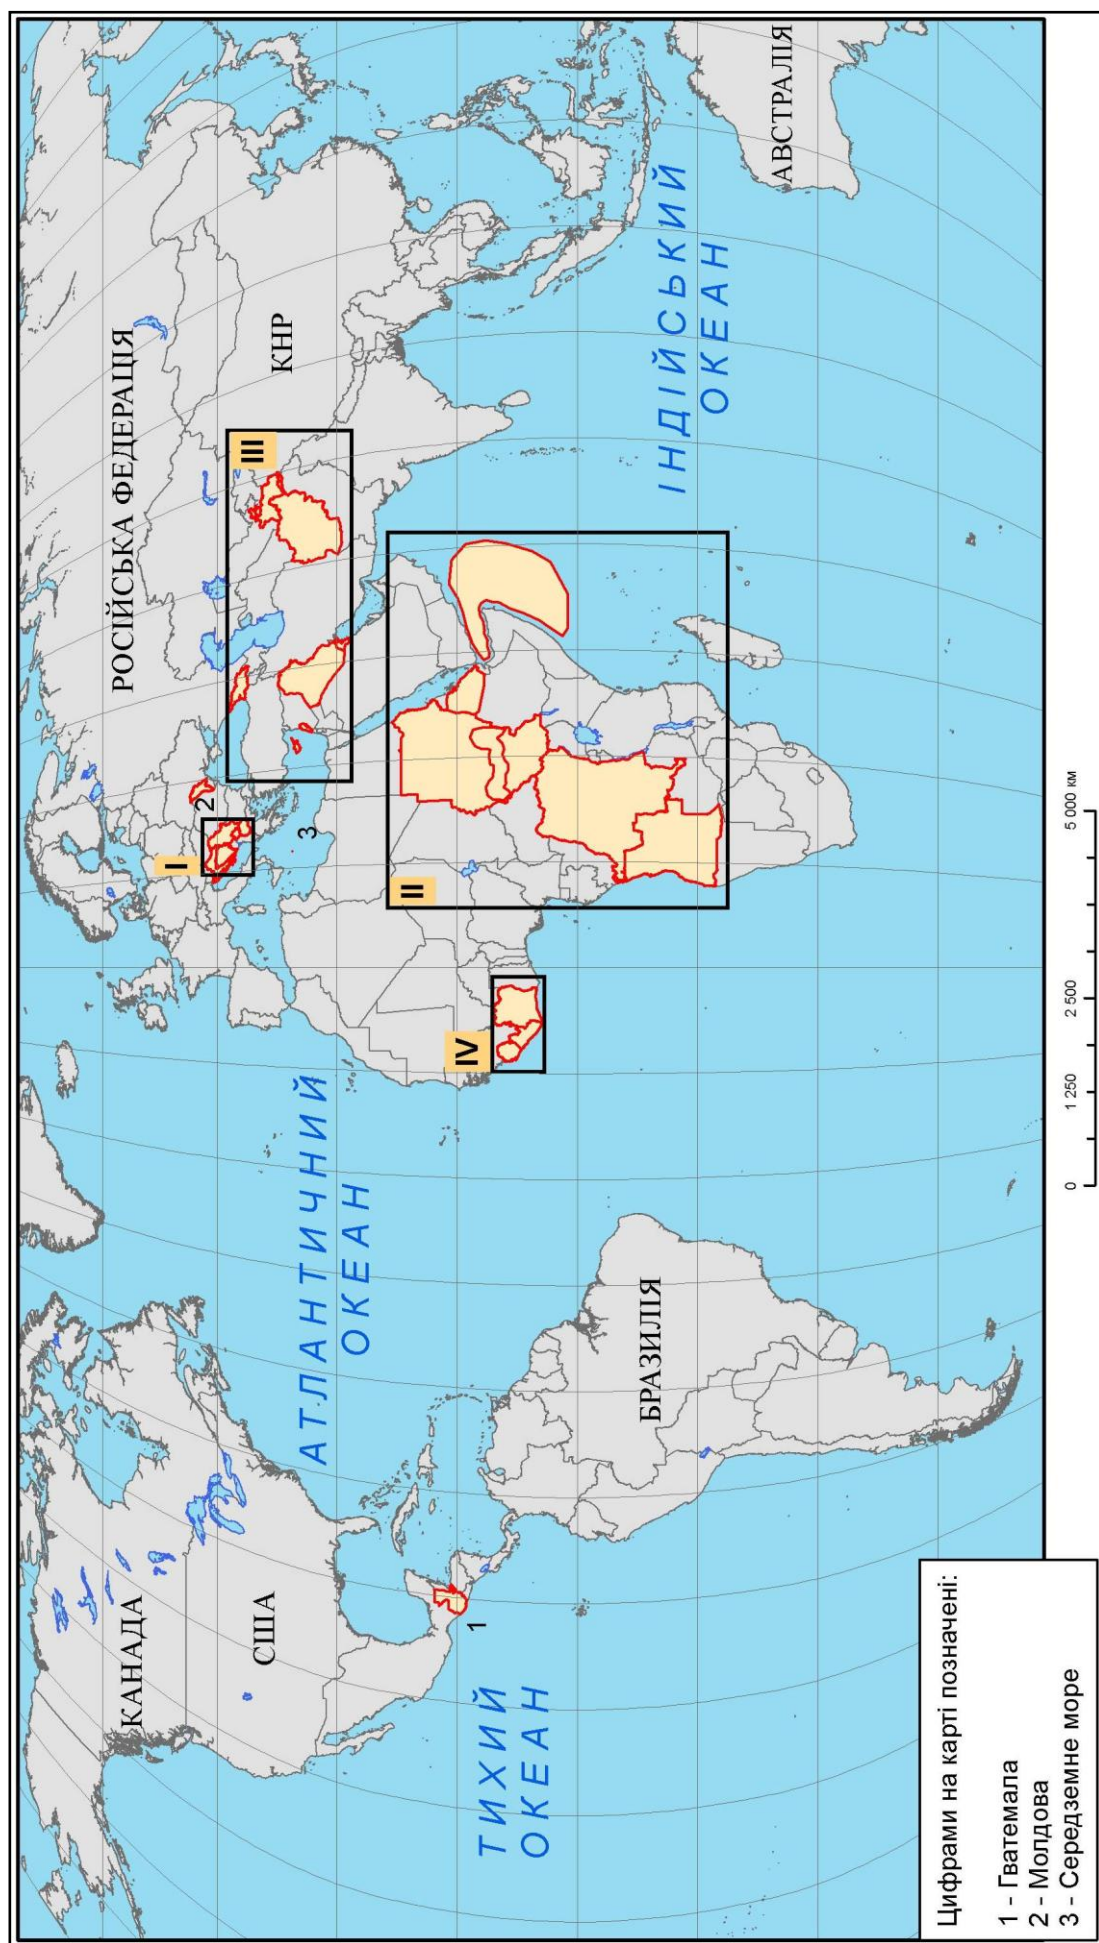 КАНАДА
США
АТЛАНТИЧНИЙ
ОКЕАН
ТИХИЙ
ОКЕАН
БРАЗИЛІЯ
РОСІЙСЬКА ФЕДЕРАЦІЯ
КНР
ІНДІЙСЬКИЙ
ОКЕАН
АВСТРАЛІЯ
I
II
III
IV
1
2
3
Цифрами на карті позначені:
1 - Гватемала
2 - Молдова
3 - Середземне море
0 1 250 2 500 5 000 км